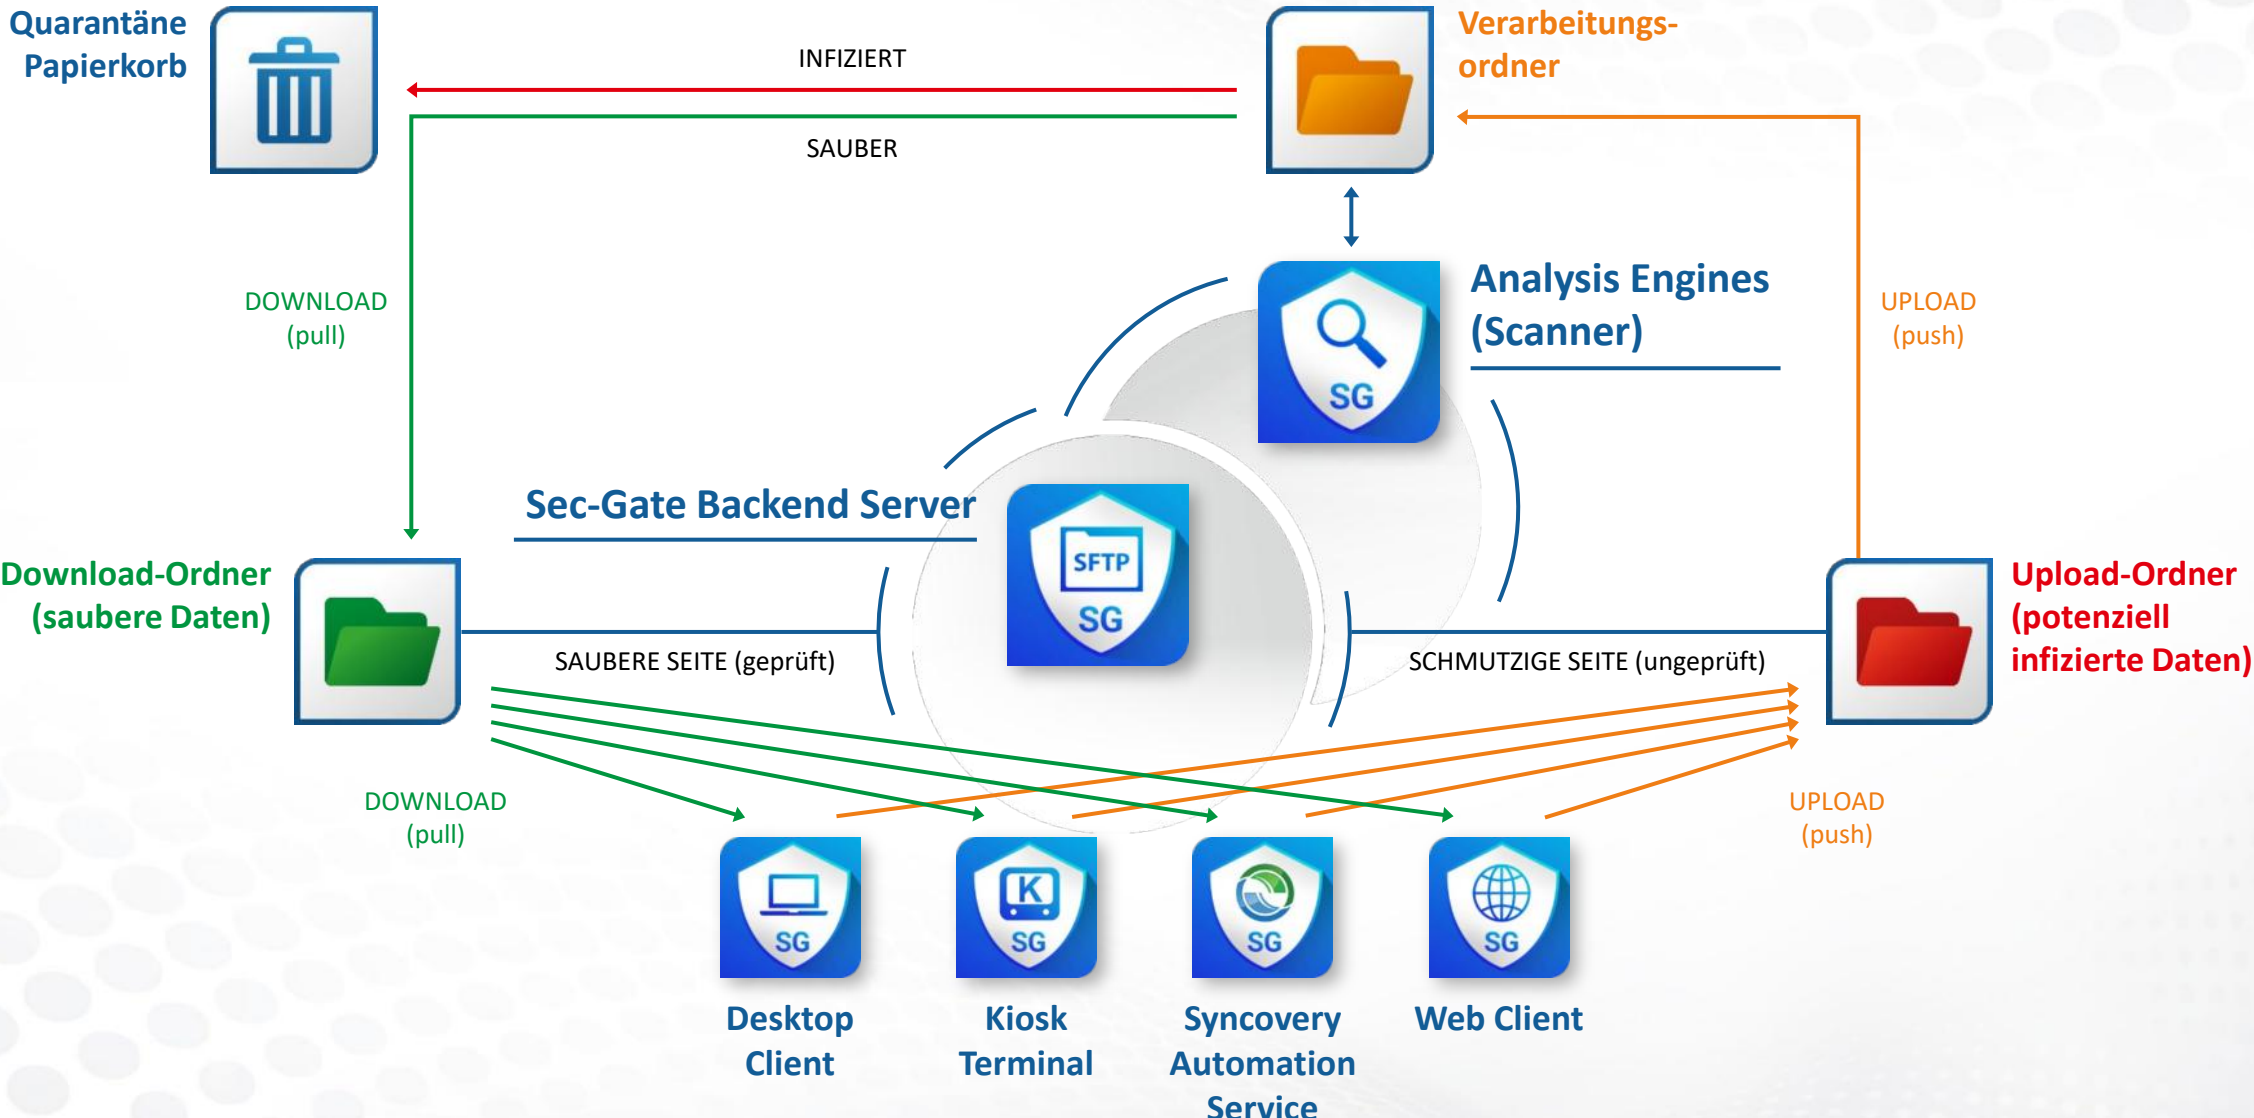 Quarantäne
Papierkorb
INFIZIERT
SAUBER
Verarbeitungs-
ordner
DOWNLOAD
(pull)
Analysis Engines
(Scanner)
SG
UPLOAD
(push)
Sec-Gate Backend Server
SFTP
SG
Download-Ordner
(saubere Daten)
SAUBERE SEITE (geprüft)
SCHMUTZIGE SEITE (ungeprüft)
Upload-Ordner
(potenziell
infizierte Daten)
DOWNLOAD
(pull)
UPLOAD
(push)
SG
K
SG
SG
SG
Desktop
Client
Kiosk
Terminal
Syncovery
Automation
Service
Web Client